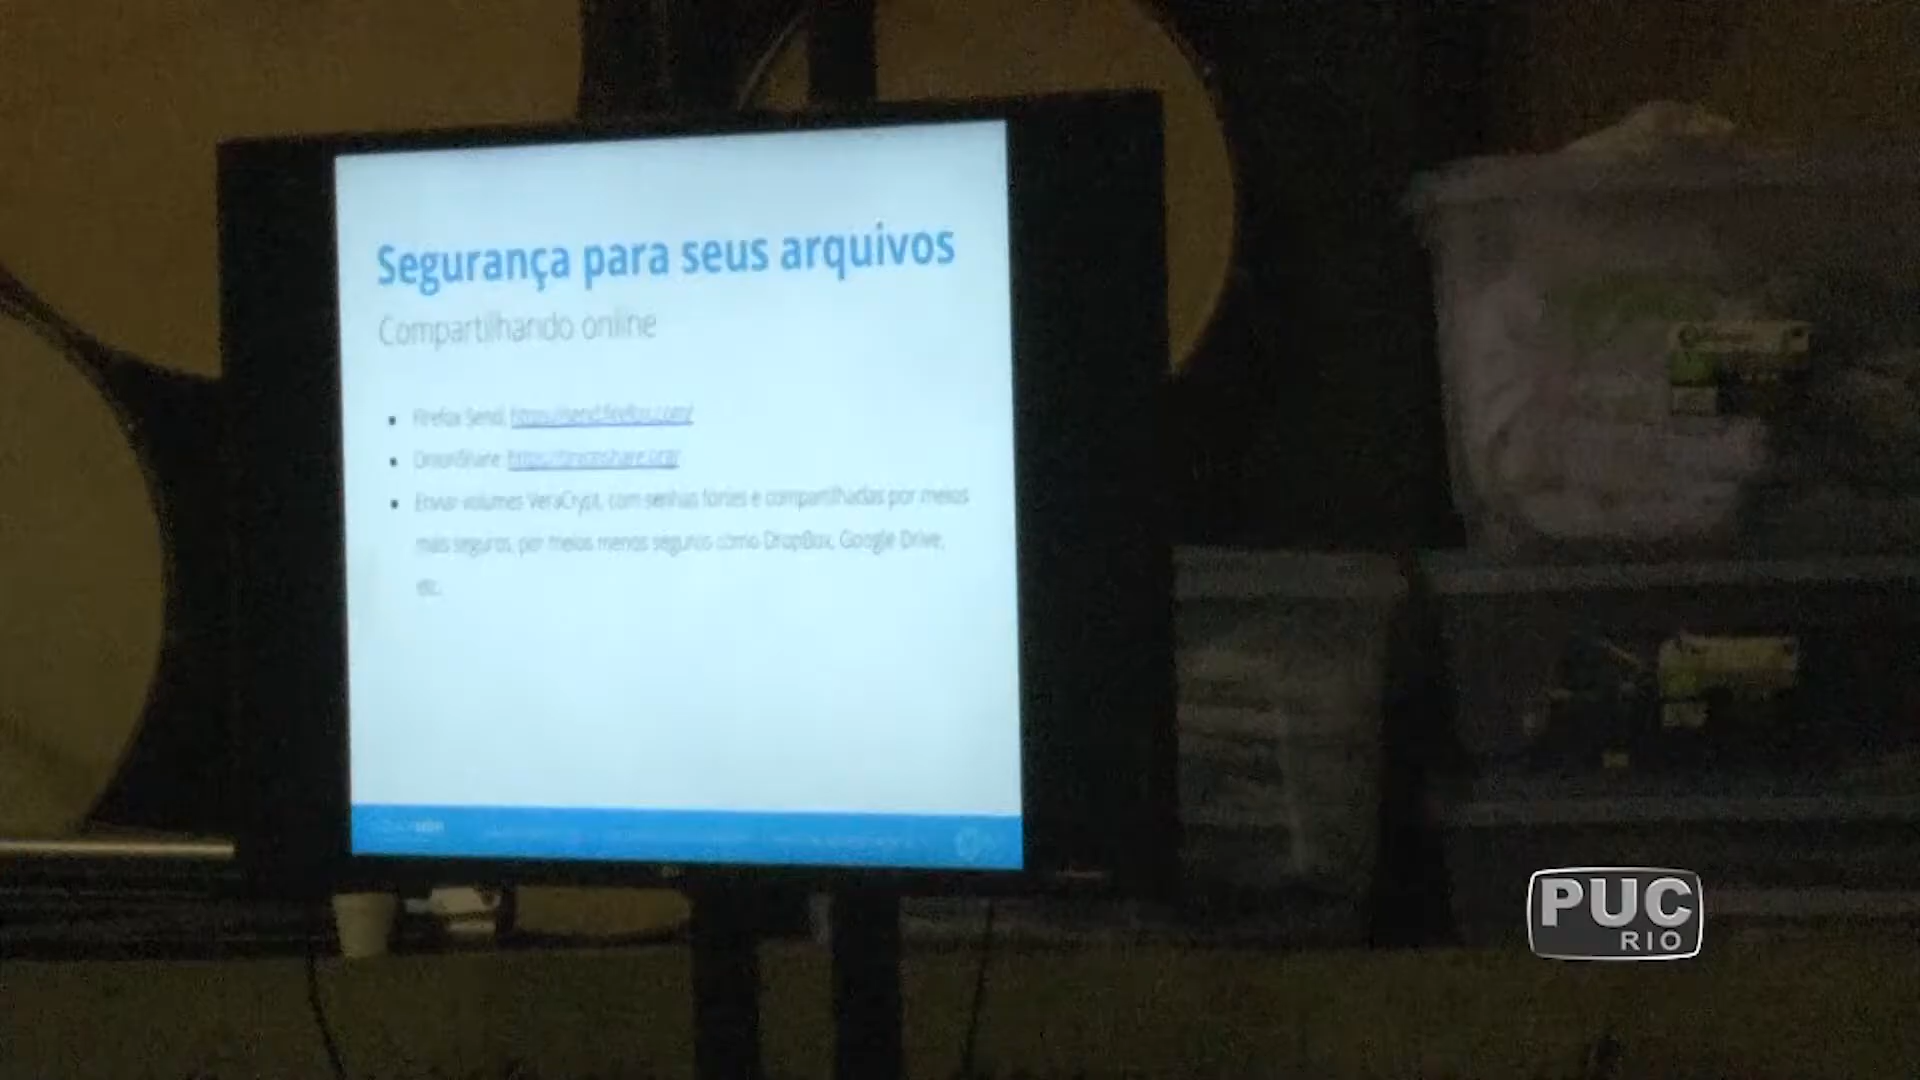 Segurança para seus arquivos
Compartilhando online
Firefox Send: https://send.firefox.com/
OnionShare: https://onionshare.org/
Enviar volumes VeraCrypt, com senhas fortes e compartilhadas por meios
mais seguros, por meios menos seguros como DropBox, Google Drive,
etc.
PUC
RIO